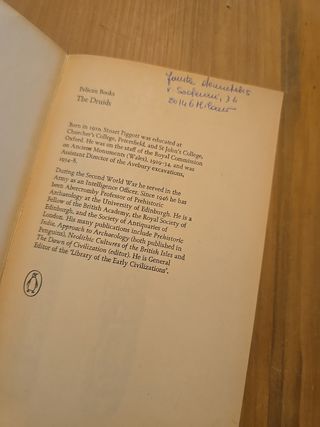 Pelican Books
The Druids
v. Soderini, 36
20146 Milano
Born in 1910, Stuart Piggott was educated at
Churcher's College, Petersfield, and St John's College,
Oxford. He was on the staff of the Royal Commission
on Ancient Monuments (Wales), 1929-34, and was
Assistant Director of the Avebury excavations,
1934-8.
During the Second World War he served in the
Army as an Intelligence Officer. Since 1946 he has
been Abercromby Professor of Prehistoric
Archaeology at the University of Edinburgh. He is a
Fellow of the British Academy, the Royal Society of
Edinburgh, and the Society of Antiquaries of
London. His many publications include Prehistoric
India, Approach to Archaeology (both published in
Penguins), Neolithic Cultures of the British Isles and
The Dawn of Civilization (editor). He is General
Editor of the 'Library of the Early Civilizations'.